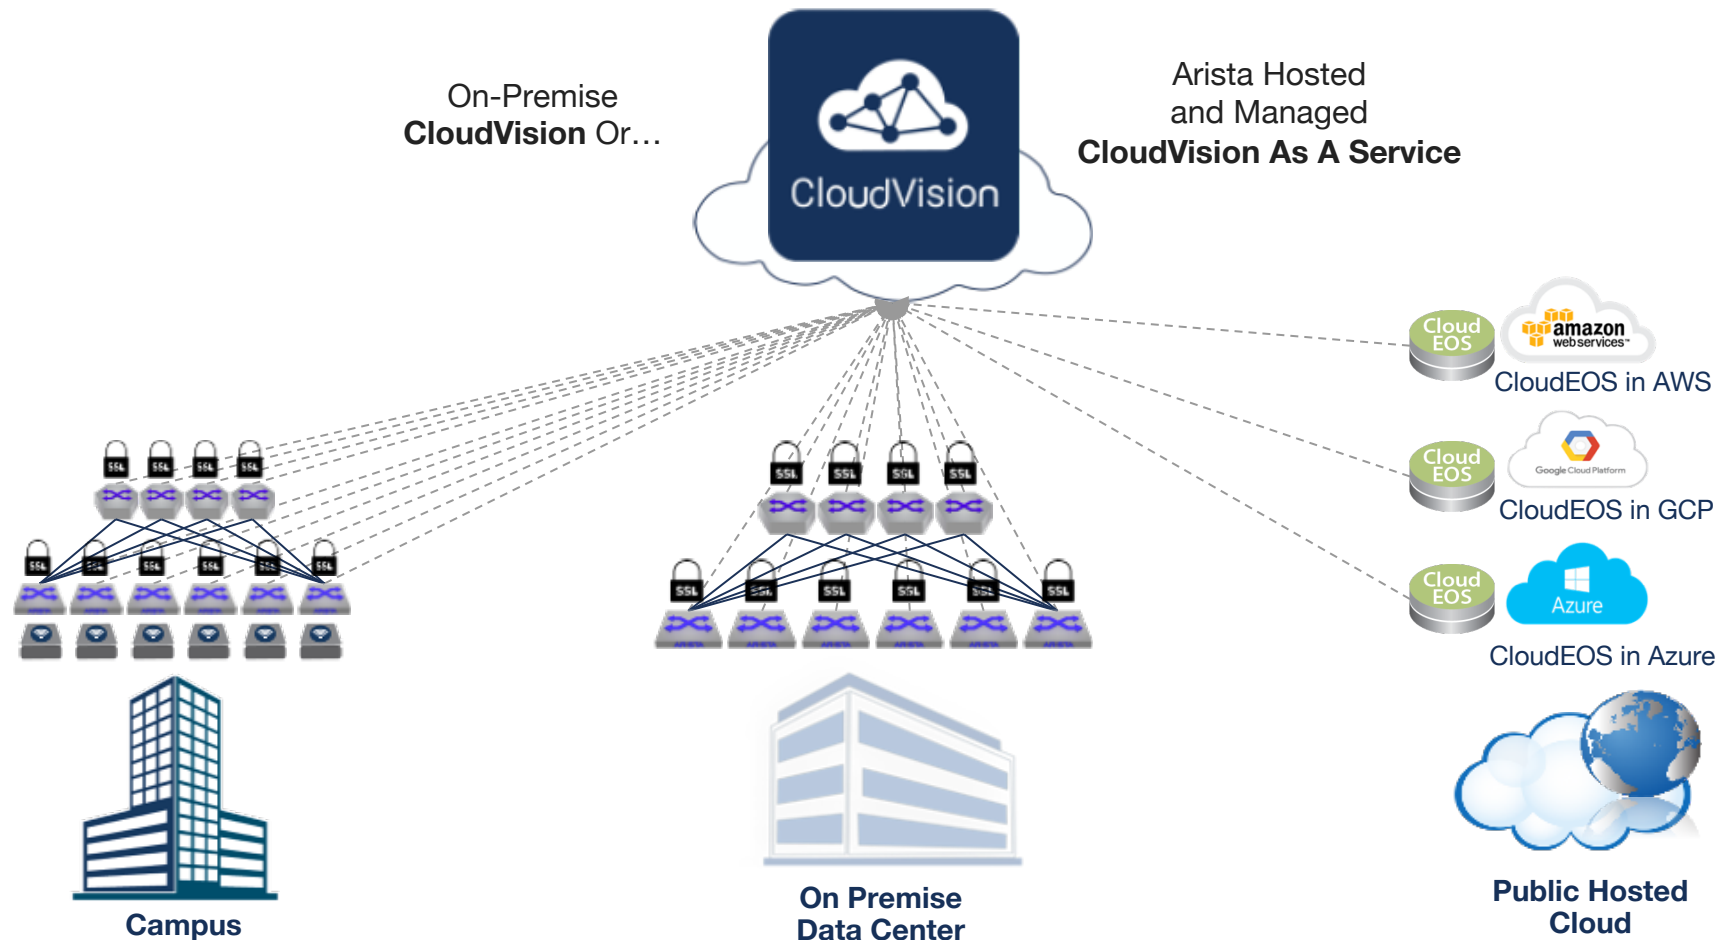 On-Premise
CloudVision Or...
CloudVision
Arista Hosted
and Managed
CloudVision As A Service
Cloud
EOS
amazon
webservices™
CloudEOS in AWS
Cloud
EOS
Google Cloud Platform
CloudEOS in GCP
Cloud
EOS
Azure
CloudEOS in Azure
SSL SSL SSL SSL
SSL SSL SSL SSL SSL SSL
SSL SSL SSL SSL
SSL SSL SSL SSL SSL SSL
Campus
On Premise
Data Center
Public Hosted
Cloud